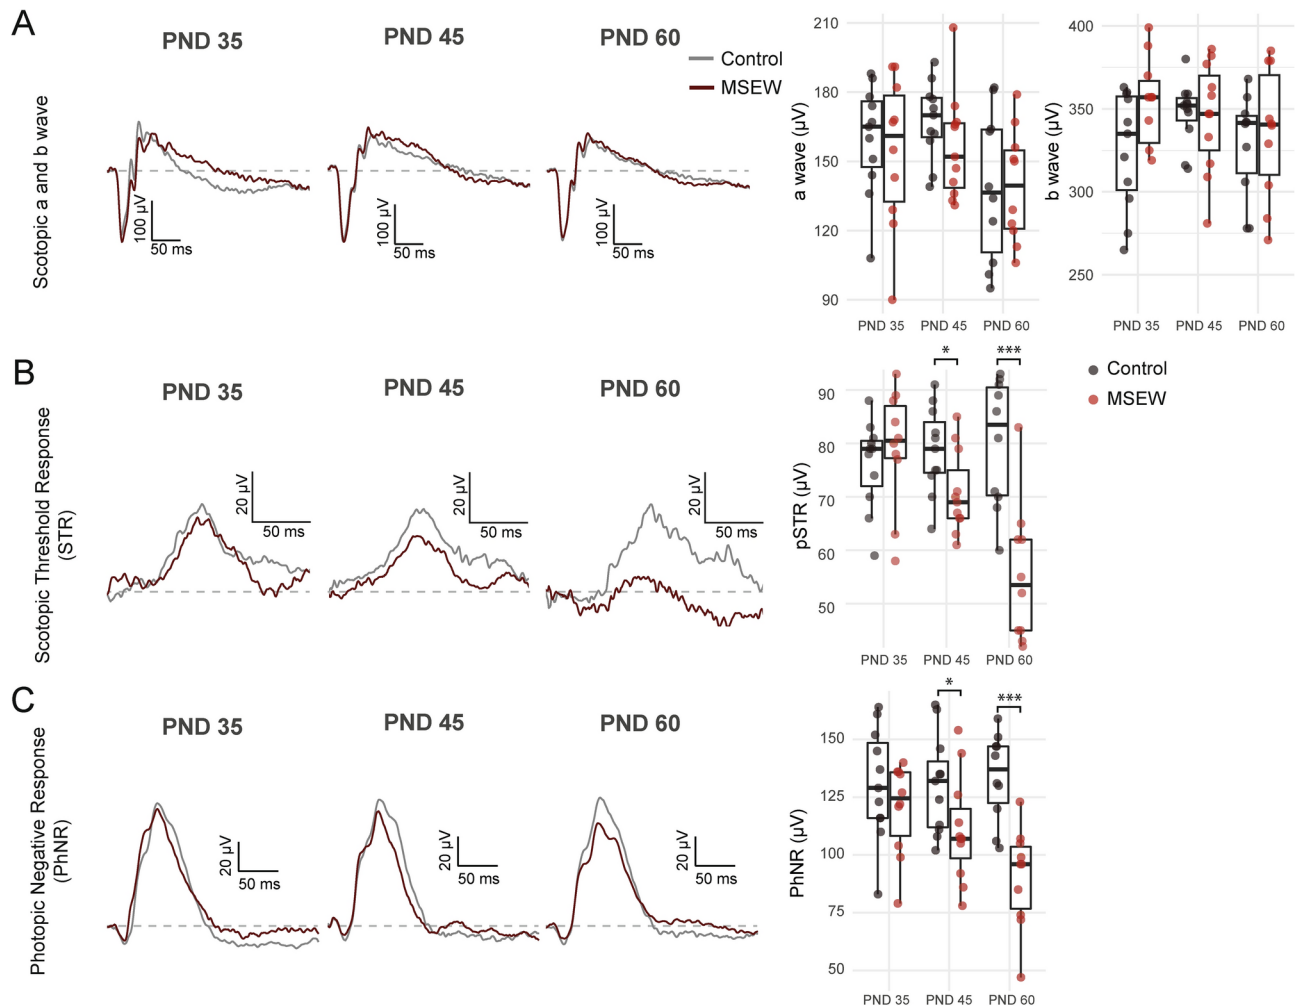 A
PND 35
PND 45
PND 60
Control
MSEW
Scotopic a and b wave
100 µV
50 ms
100 µV
50 ms
100 µV
50 ms
a wave (µV)
210
180
150
120
90
PND 35
PND 45
PND 60
b wave (µV)
400
350
300
250
PND 35
PND 45
PND 60
B
PND 35
PND 45
PND 60
Scotopic Threshold Response
(STR)
20 µV
50 ms
20 µV
50 ms
20 µV
50 ms
pSTR (µV)
90
80
70
60
50
*
***
PND 35
PND 45
PND 60
Control
MSEW
C
PND 35
PND 45
PND 60
Photopic Negative Response
(PhNR)
20 µV
50 ms
20 µV
50 ms
20 µV
50 ms
PhNR (µV)
150
125
100
75
50
*
***
PND 35
PND 45
PND 60